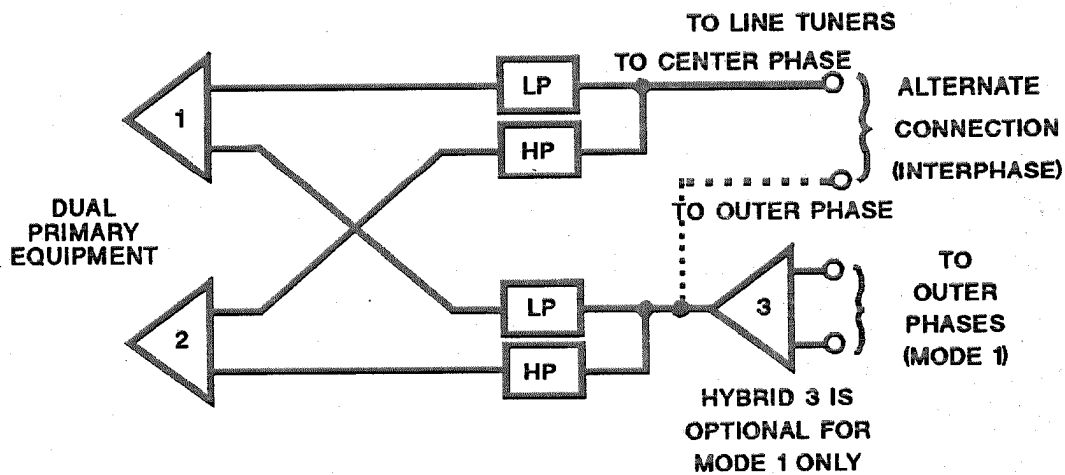 TO LINE TUNERS
TO CENTER PHASE
LP
HP
1
ALTERNATE
CONNECTION
(INTERPHASE)
TO OUTER PHASE
DUAL
PRIMARY
EQUIPMENT
2
LP
HP
3
TO
OUTER
PHASES
(MODE 1)
HYBRID 3 IS
OPTIONAL FOR
MODE 1 ONLY